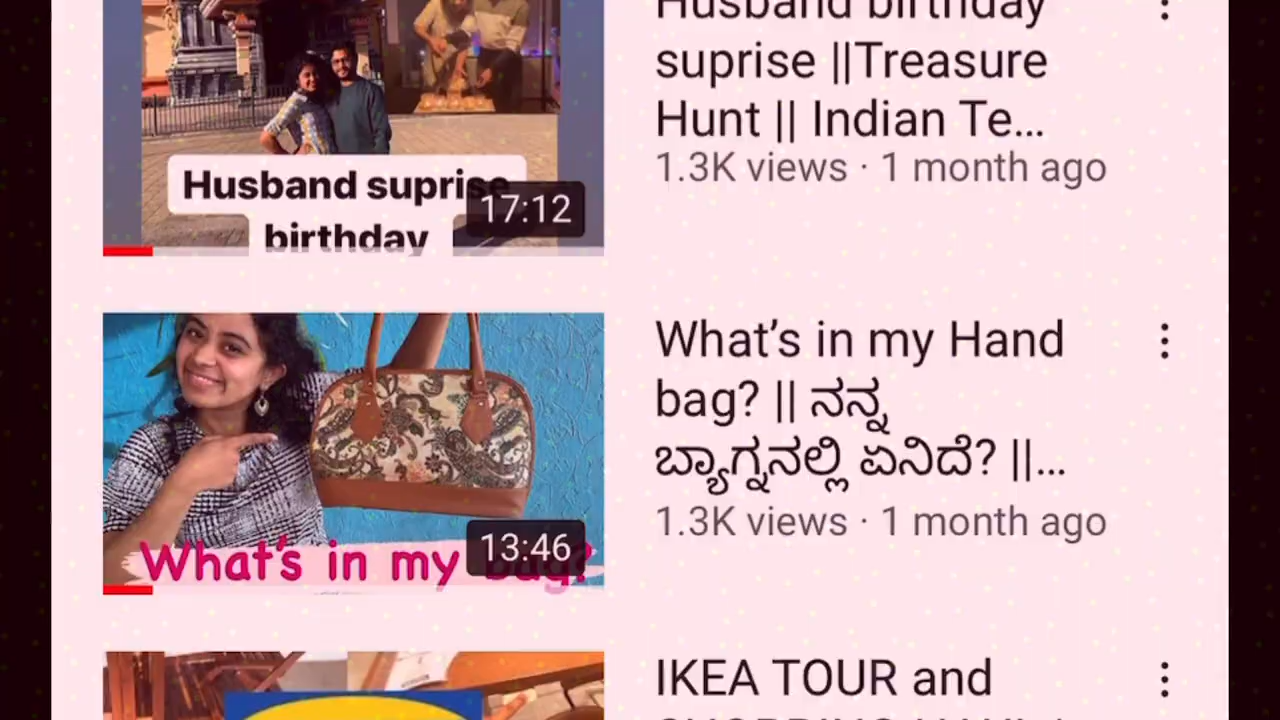 Husband birthday
suprise ||Treasure
Hunt || Indian Te...
1.3K views · 1 month ago
Husband suprise
birthday
17:12
What's in my Hand
bag? || ನನ್ನ
ಬ್ಯಾಗ್ನನಲ್ಲಿ ಏನಿದೆ? ||...
1.3K views · 1 month ago
What's in my bag?
13:46
IKEA TOUR and